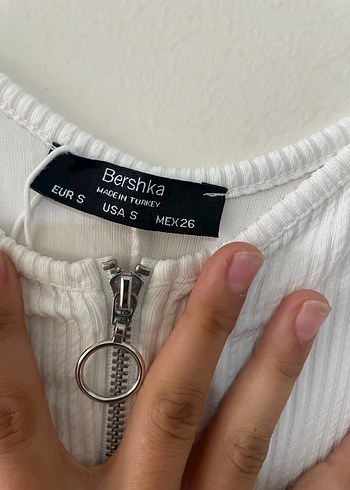 Bershka
MADE IN TURKEY
EUR S USA S MEX 26